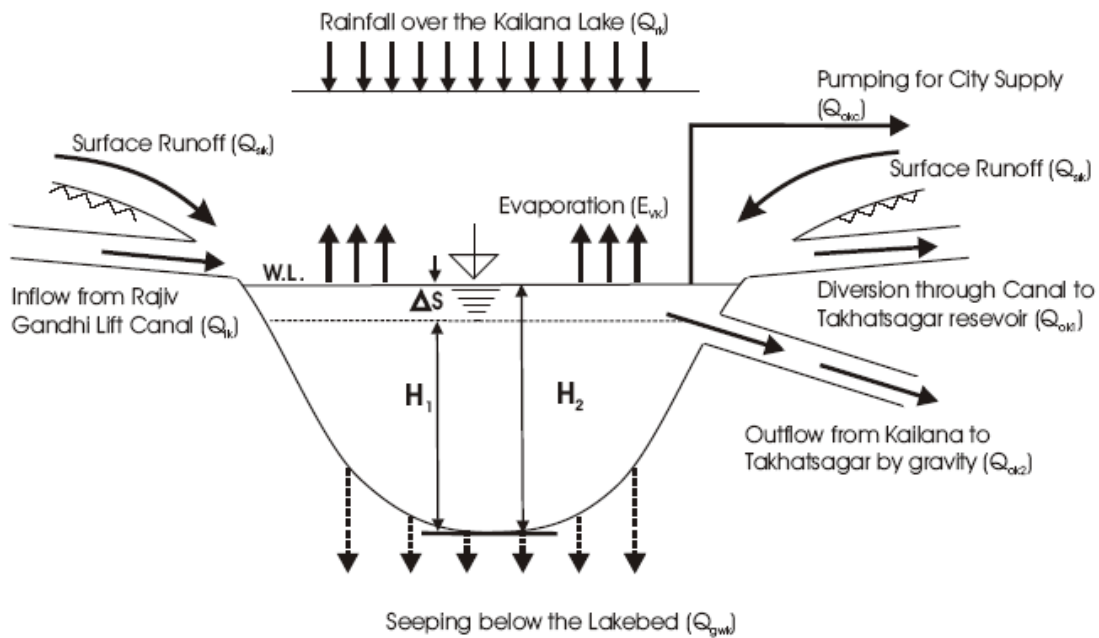 Rainfall over the Kailana Lake (Qrk)
Pumping for City Supply
(Qokc)
Surface Runoff (Qsrk)
Surface Runoff (Qsrk)
Evaporation (EVK)
W.L.
ΔS
Inflow from Rajiv
Gandhi Lift Canal (QIk)
Diversion through Canal to
Takhatsagar resevoir (Qok1)
H1
H2
Outflow from Kailana to
Takhatsagar by gravity (Qok2)
Seeping below the Lakebed (Qgwk)